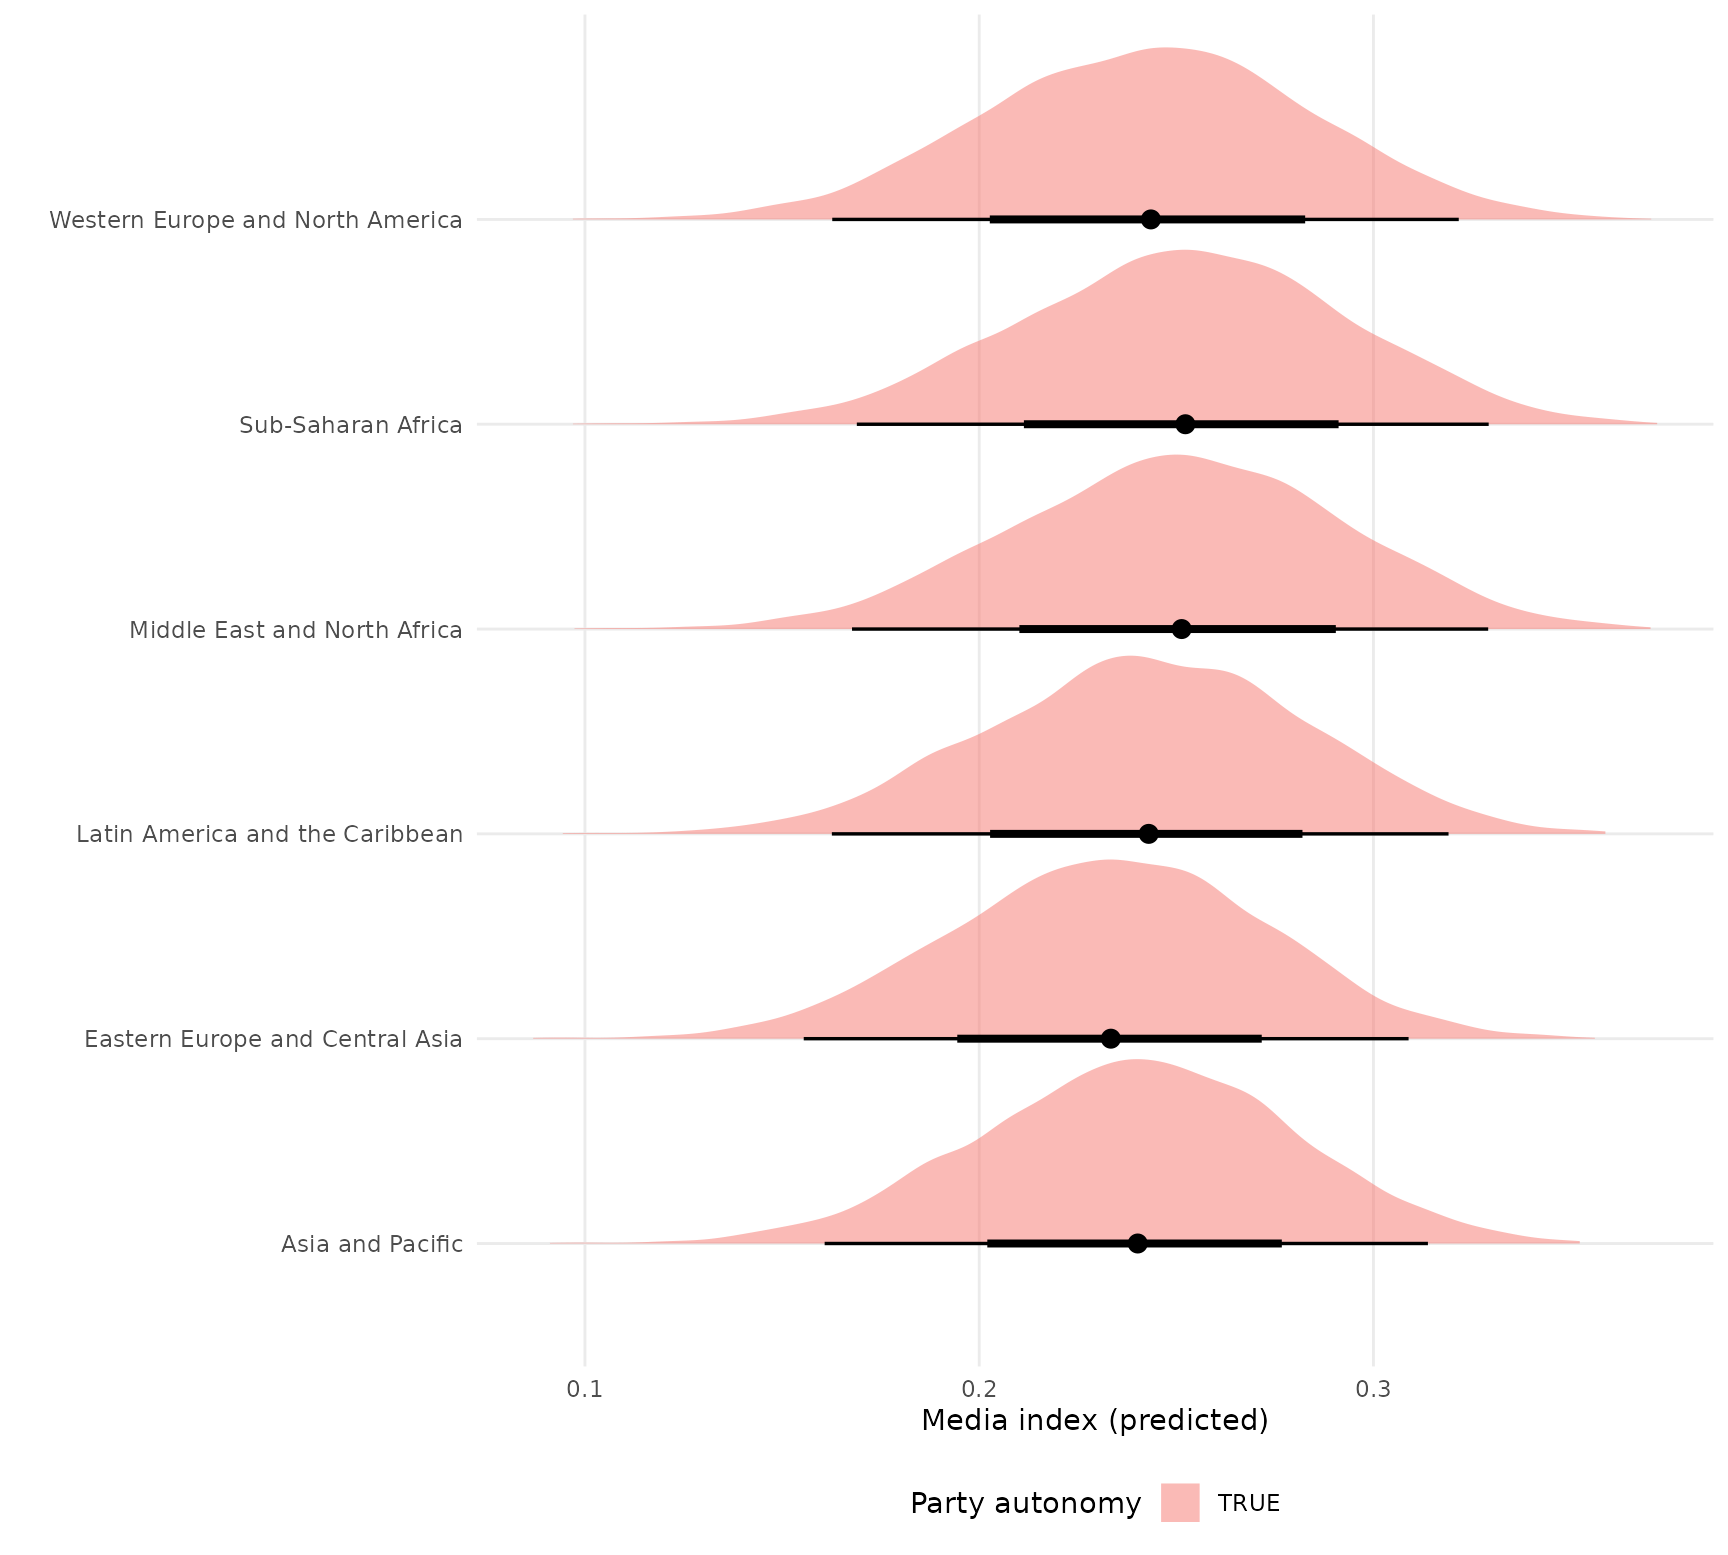 Western Europe and North America
Sub-Saharan Africa
Middle East and North Africa
Latin America and the Caribbean
Eastern Europe and Central Asia
Asia and Pacific
0.1 0.2 0.3
Media index (predicted)
Party autonomy TRUE